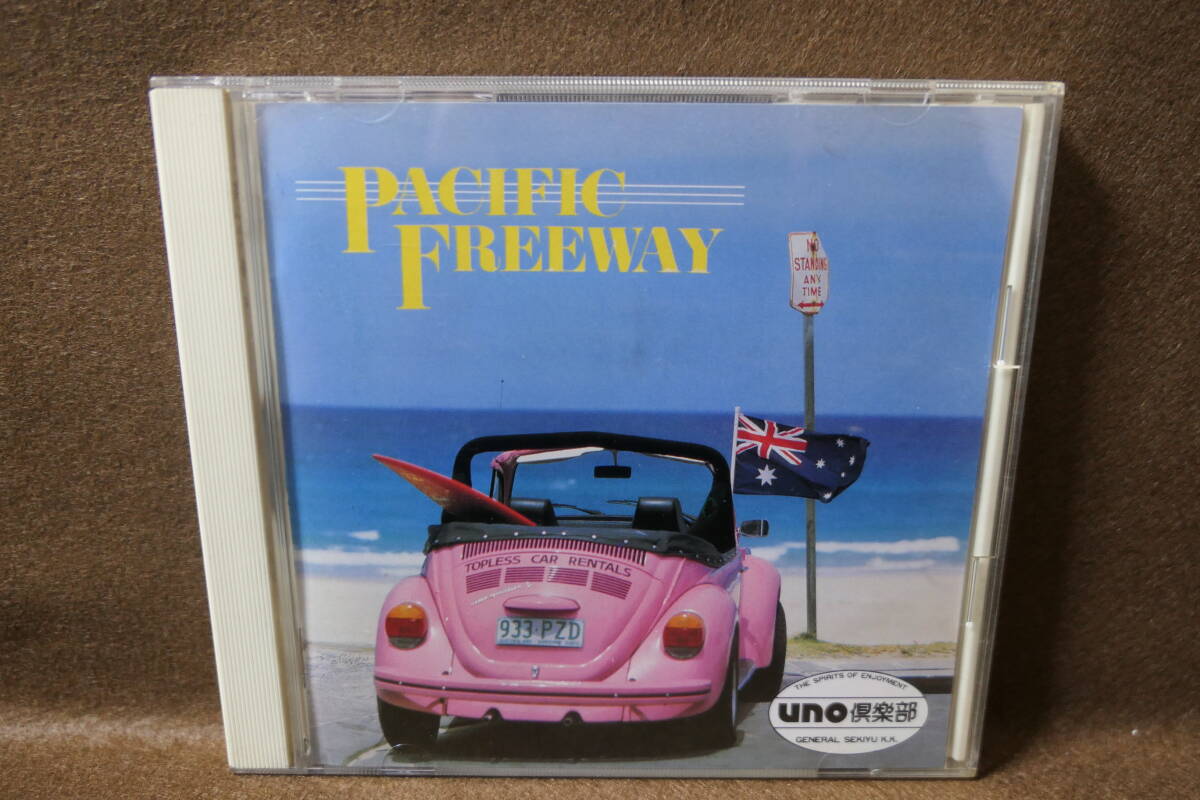 PACIFIC
FREEWAY
NO
STANDING
ANY
TIME
TOPLESS CAR RENTALS
933·PZD
THE SPIRITS OF ENJOYMENT
uno倶楽部
GENERAL SEKIYU K.K.